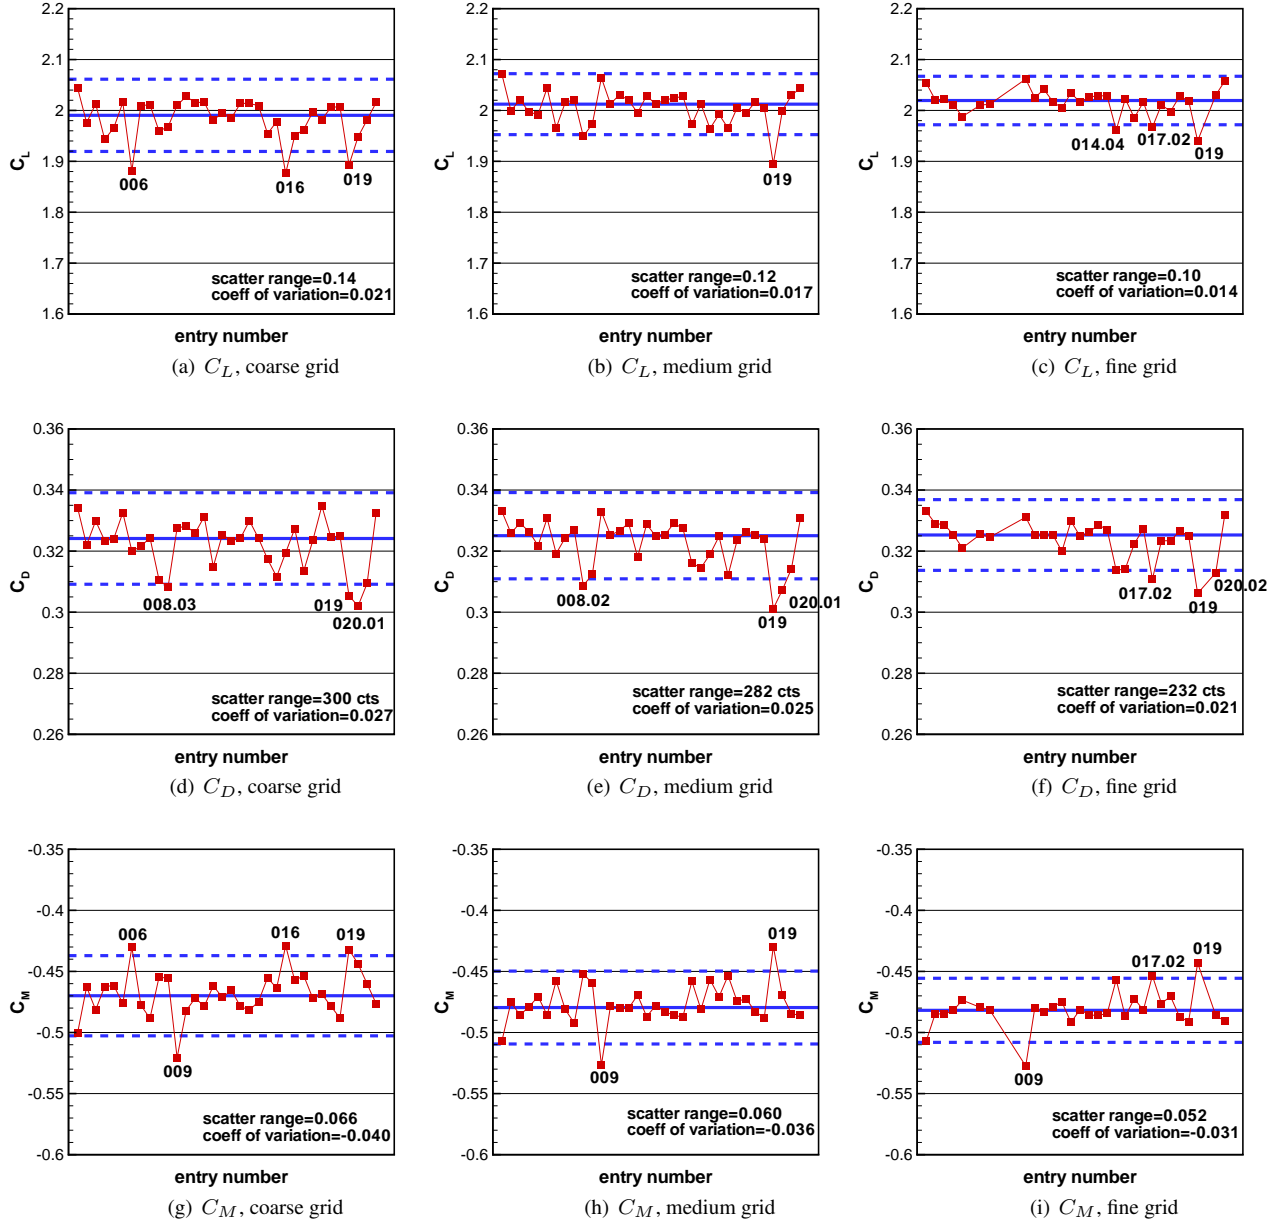 2.2
2.1
2
1.9
1.8
1.7
1.6
C_L
006
016
019
scatter range=0.14
coeff of variation=0.021
entry number
(a) C_L, coarse grid
2.2
2.1
2
1.9
1.8
1.7
1.6
C_L
019
scatter range=0.12
coeff of variation=0.017
entry number
(b) C_L, medium grid
2.2
2.1
2
1.9
1.8
1.7
1.6
C_L
014.04
017.02
019
scatter range=0.10
coeff of variation=0.014
entry number
(c) C_L, fine grid
0.36
0.34
0.32
0.3
0.28
0.26
C_D
008.03
019
020.01
scatter range=300 cts
coeff of variation=0.027
entry number
(d) C_D, coarse grid
0.36
0.34
0.32
0.3
0.28
0.26
C_D
008.02
020.01
019
scatter range=282 cts
coeff of variation=0.025
entry number
(e) C_D, medium grid
0.36
0.34
0.32
0.3
0.28
0.26
C_D
017.02
020.02
019
scatter range=232 cts
coeff of variation=0.021
entry number
(f) C_D, fine grid
-0.35
-0.4
-0.45
-0.5
-0.55
-0.6
C_M
006
016
019
009
scatter range=0.066
coeff of variation=-0.040
entry number
(g) C_M, coarse grid
-0.35
-0.4
-0.45
-0.5
-0.55
-0.6
C_M
019
009
scatter range=0.060
coeff of variation=-0.036
entry number
(h) C_M, medium grid
-0.35
-0.4
-0.45
-0.5
-0.55
-0.6
C_M
017.02
019
009
scatter range=0.052
coeff of variation=-0.031
entry number
(i) C_M, fine grid